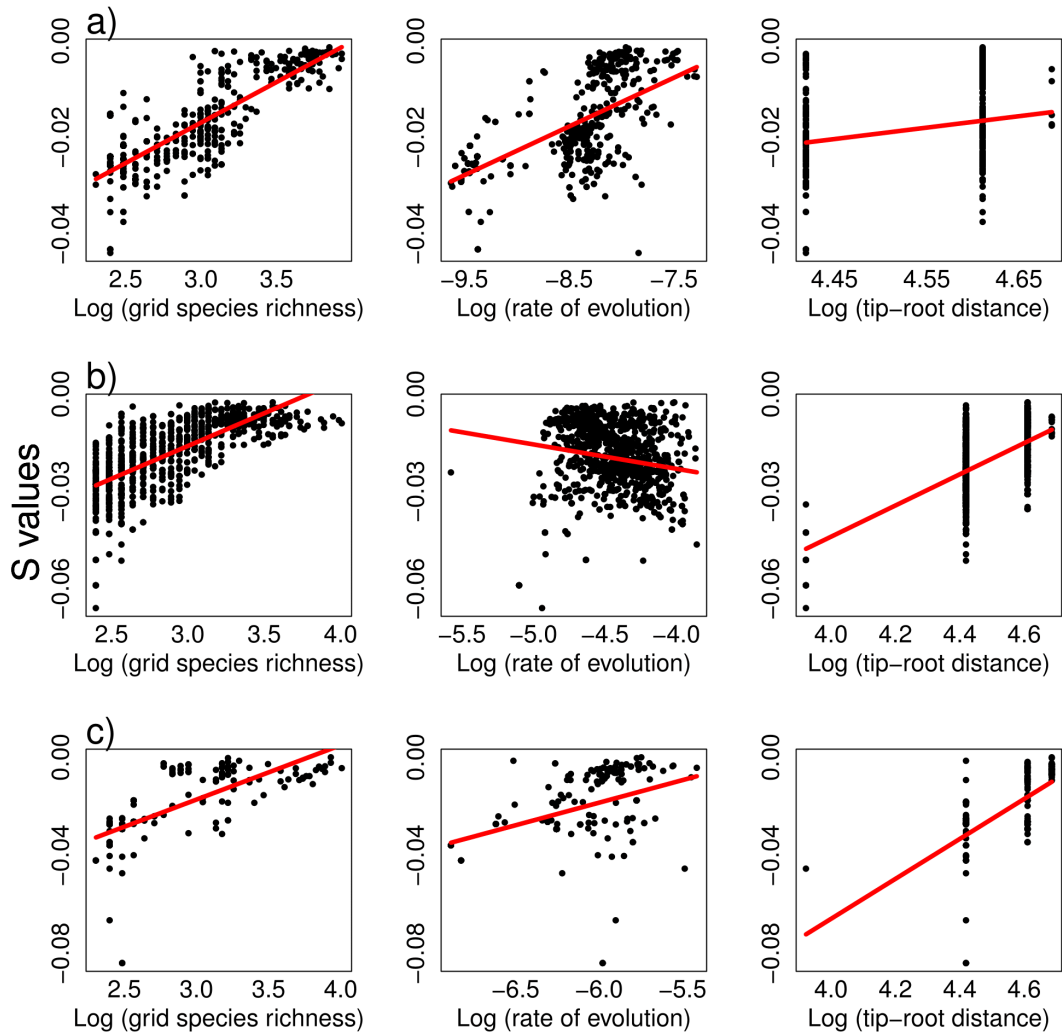 a)
0.00
−0.02
−0.04
2.5 3.0 3.5
Log (grid species richness)
0.00
−0.02
−0.04
−9.5 −8.5 −7.5
Log (rate of evolution)
0.00
−0.02
−0.04
4.45 4.55 4.65
Log (tip−root distance)
S values
b)
0.00
−0.03
−0.06
2.5 3.0 3.5 4.0
Log (grid species richness)
0.00
−0.03
−0.06
−5.5 −5.0 −4.5 −4.0
Log (rate of evolution)
0.00
−0.03
−0.06
4.0 4.2 4.4 4.6
Log (tip−root distance)
c)
0.00
−0.04
−0.08
2.5 3.0 3.5 4.0
Log (grid species richness)
0.00
−0.04
−0.08
−6.5 −6.0 −5.5
Log (rate of evolution)
0.00
−0.04
−0.08
4.0 4.2 4.4 4.6
Log (tip−root distance)